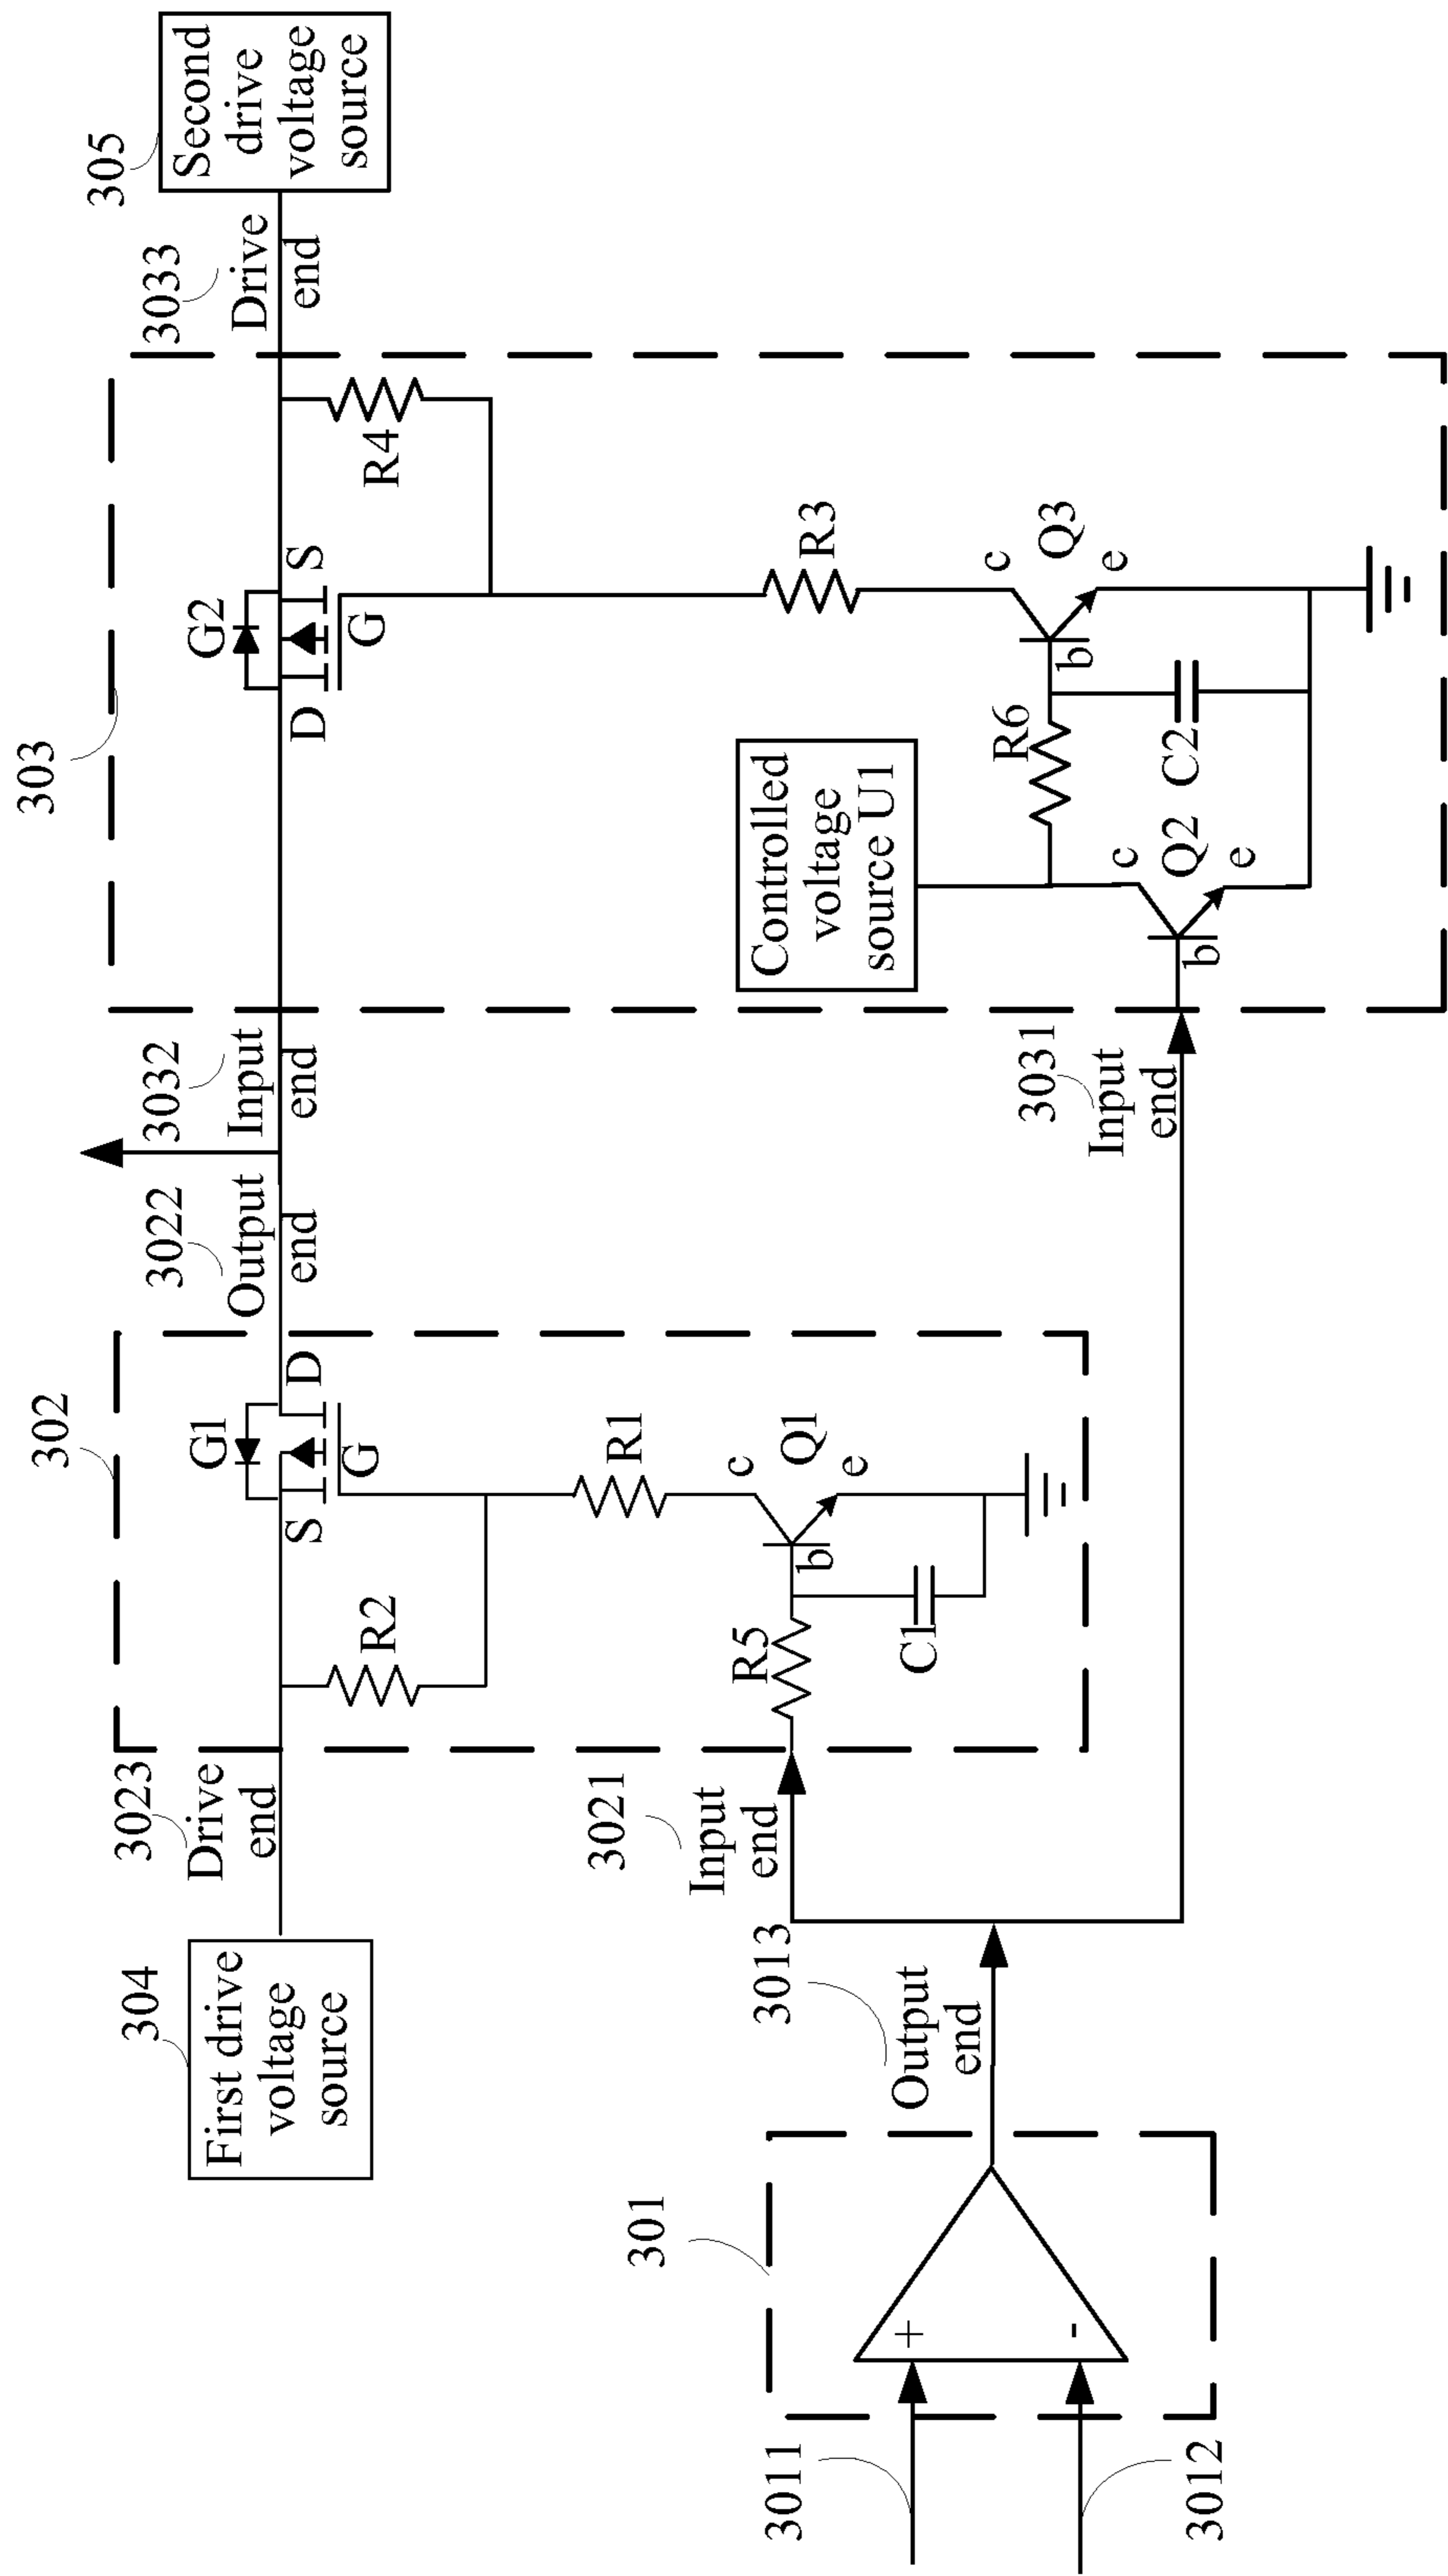 302
303
305
304
3023
Drive
end
3022
Output
end
3032
Input
end
3033
Drive
end
First drive
voltage
source
Second
drive
voltage
source
G1
S
D
G
R2
R1
c
Q1
b
e
R5
C1
3021
Input
end
G2
D
S
G
R4
R3
c
Q3
b
e
R6
C2
Controlled
voltage
source U1
c
Q2
b
e
3031
Input
end
3013
Output
end
301
+
-
3011
3012